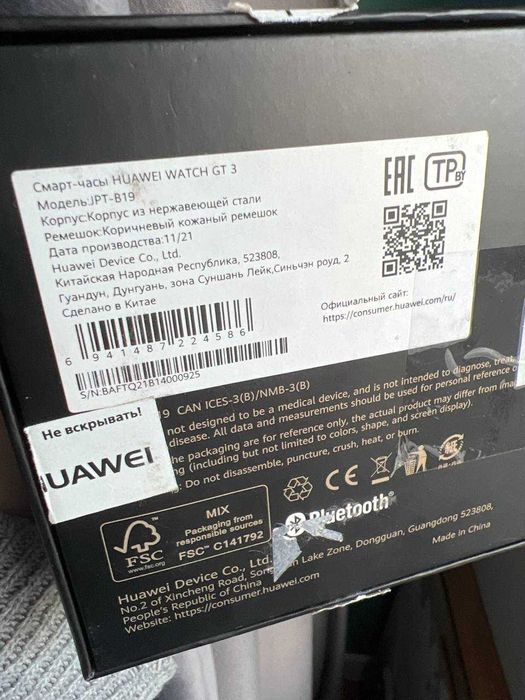 Смарт-часы HUAWEI WATCH GT 3
Модель:JPT-B19
Корпус:Корпус из нержавеющей стали
Ремешок:Коричневый кожаный ремешок
Дата производства:11/21
Huawei Device Co., Ltd.
Китайская Народная Республика, 523808,
Гуандун, Дунгуань, зона Суншань Лейк,Синьчэн роуд, 2
Сделано в Китае
EAC TP BY
Официальный сайт:
https://consumer.huawei.com/ru/
6 941487 224586
S/N:BAFTQ21B14000925
Не вскрывать!
HUAWEI
19 CAN ICES-3(B)/NMB-3(B)
not designed to be a medical device, and is not intended to diagnose, treat,
disease. All data and measurements should be used for personal reference
the packaging are for reference only, the actual product may differ from
(including but not limited to colors, shape, and screen display).
: Do not disassemble, puncture, crush, heat, or burn.
CE
FSC
www.fsc.org
MIX
Packaging from
responsible sources
FSC™ C141792
Bluetooth®
Huawei Device Co., Ltd.
No.2 of Xincheng Road, Lake Zone, Dongguan, Guangdong 523808,
People's Republic of China
Website: https://consumer.huawei.com
Made in China